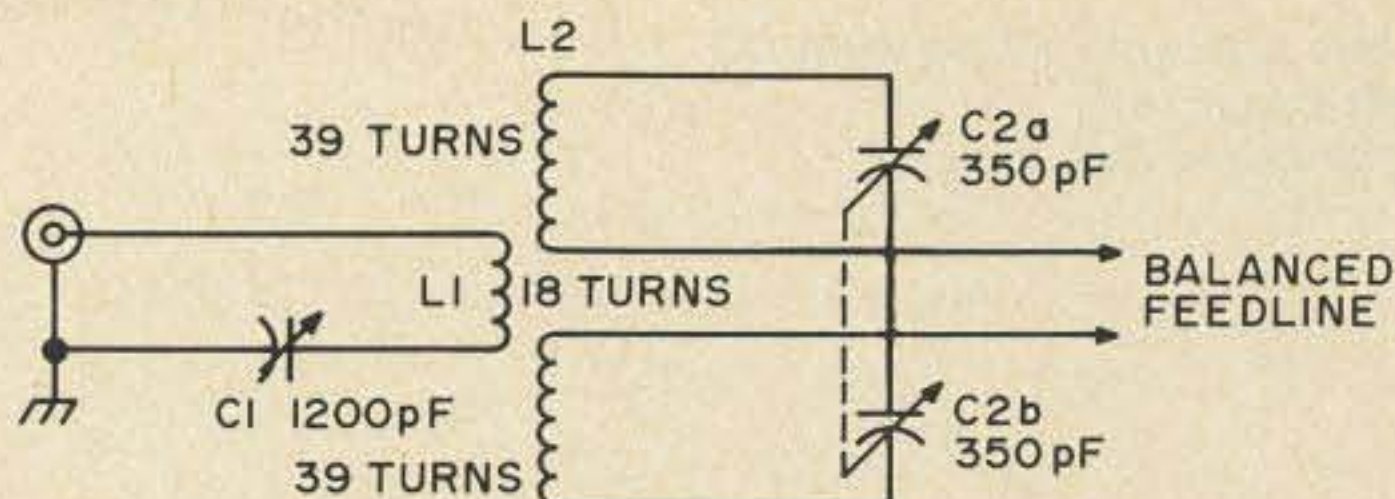 L2
39 TURNS
C2a
350pF
L1
18 TURNS
BALANCED
FEEDLINE
C1 1200pF
C2b
350pF
39 TURNS